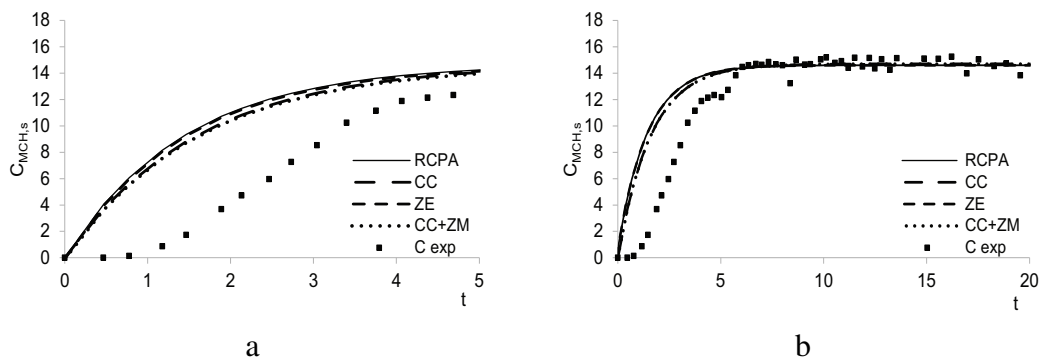 18
16
14
12
10
8
6
4
2
0
C_MCH,s
RCPA
CC
ZE
CC+ZM
C exp
0 1 2 3 4 5
t
a
18
16
14
12
10
8
6
4
2
0
C_MCH,s
RCPA
CC
ZE
CC+ZM
C exp
0 5 10 15 20
t
b